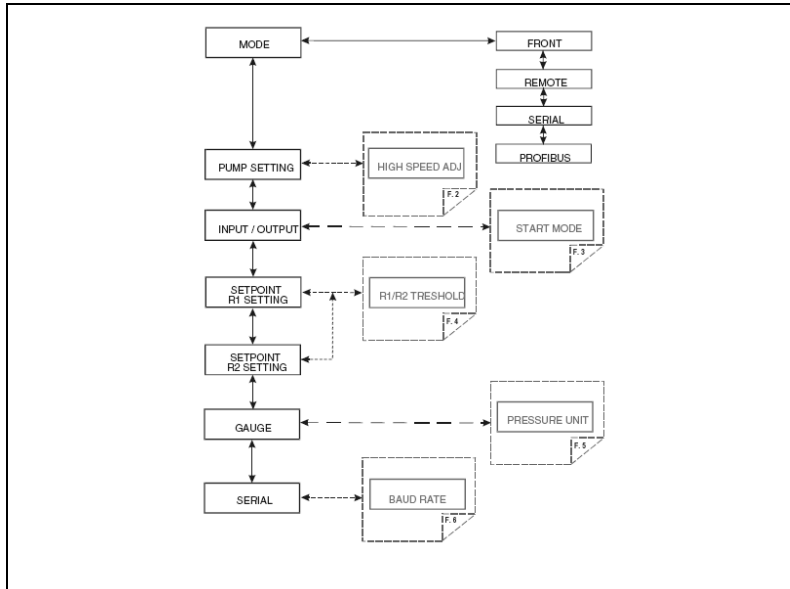 MODE
FRONT
REMOTE
SERIAL
PROFIBUS
PUMP SETTING
HIGH SPEED ADJ
F. 2
INPUT / OUTPUT
START MODE
F. 3
SETPOINT
R1 SETTING
R1/R2 TRESHOLD
F. 4
SETPOINT
R2 SETTING
GAUGE
PRESSURE UNIT
F. 5
SERIAL
BAUD RATE
F. 6